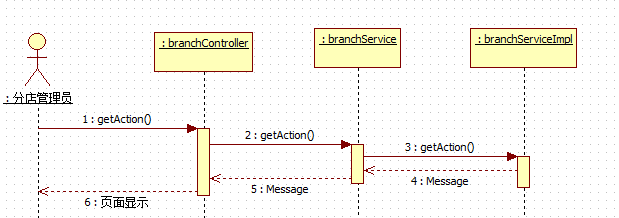 : branchController
: branchService
: branchServiceImpl
: 分店管理员
1 : getAction()
2 : getAction()
3 : getAction()
4 : Message
5 : Message
6 : 页面显示